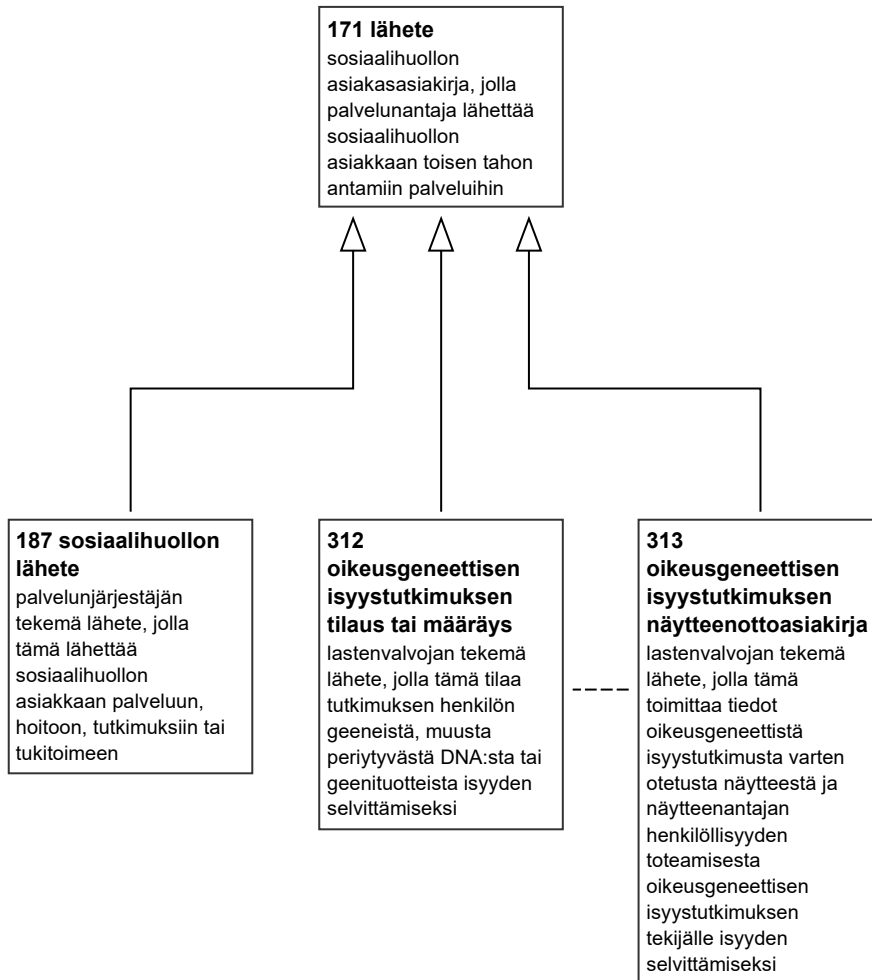 171 lähete
sosiaalihuollon
asiakasasiakirja, jolla
palvelunantaja lähettää
sosiaalihuollon
asiakkaan toisen tahon
antamiin palveluihin
187 sosiaalihuollon
lähete
palvelunjärjestäjän
tekemä lähete, jolla
tämä lähettää
sosiaalihuollon
asiakkaan palveluun,
hoitoon, tutkimuksiin tai
tukitoimeen
312
oikeusgeneettisen
isyystutkimuksen
tilaus tai määräys
lastenvalvojan tekemä
lähete, jolla tämä tilaa
tutkimuksen henkilön
geeneistä, muusta
periytyvästä DNA:sta tai
geenituotteista isyyden
selvittämiseksi
313
oikeusgeneettisen
isyystutkimuksen
näytteenottoasiakirja
lastenvalvojan tekemä
lähete, jolla tämä
toimittaa tiedot
oikeusgeneettistä
isyystutkimusta varten
otetusta näytteestä ja
näytteenantajan
henkilöllisyyden
toteamisesta
oikeusgeneettisen
isyystutkimuksen
tekijälle isyyden
selvittämiseksi